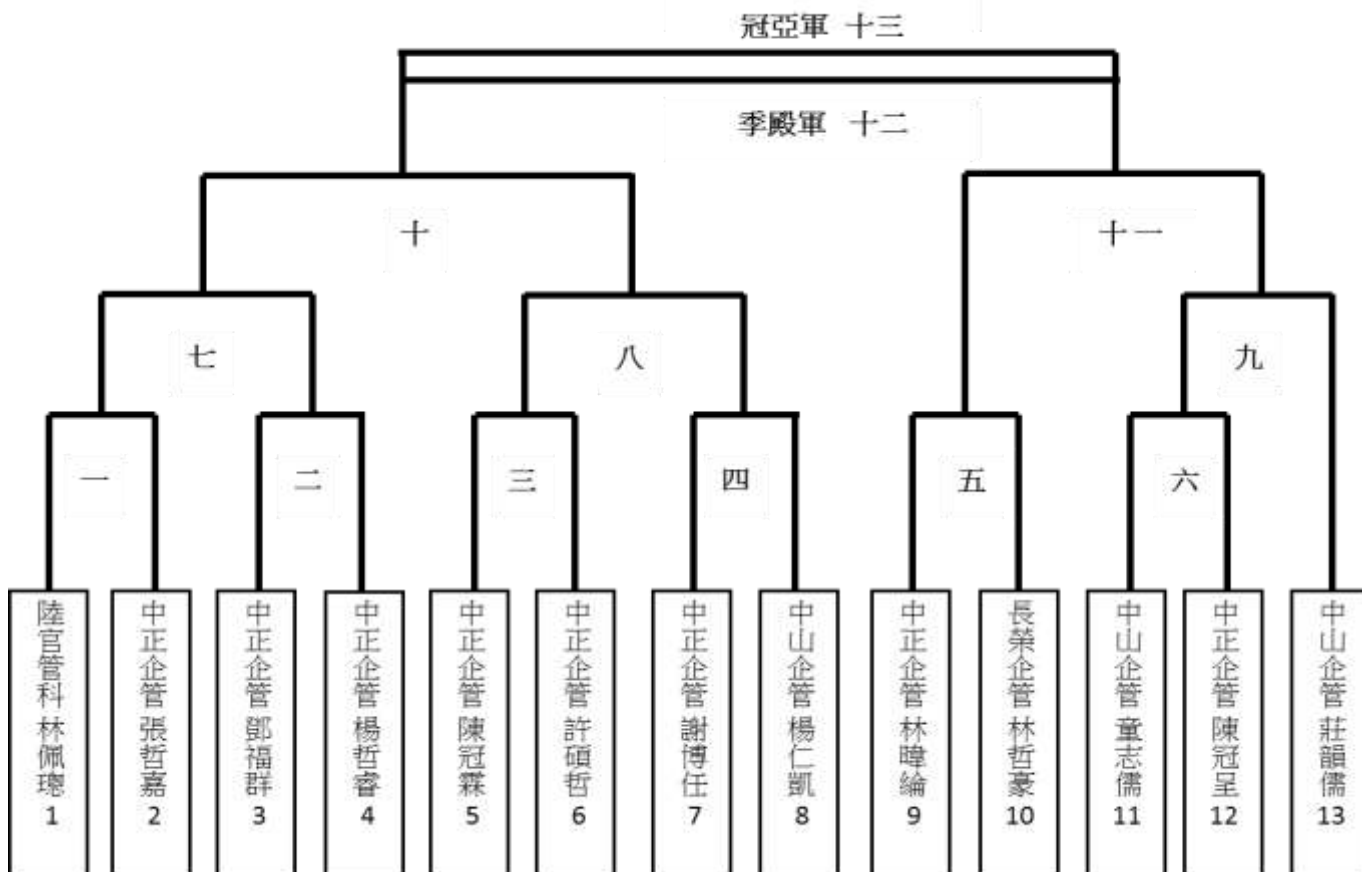 冠亞軍 十三
季殿軍 十二
十
十一
七
八
九
一
二
三
四
五
六
陸官管科 林佩璁 1
中正企管 張哲嘉 2
中正企管 鄧福群 3
中正企管 楊哲睿 4
中正企管 陳冠霖 5
中正企管 許碩哲 6
中正企管 謝博任 7
中山企管 楊仁凱 8
中正企管 林暐綸 9
長榮企管 林哲豪 10
中山企管 童志儒 11
中正企管 陳冠呈 12
中山企管 莊韻儒 13